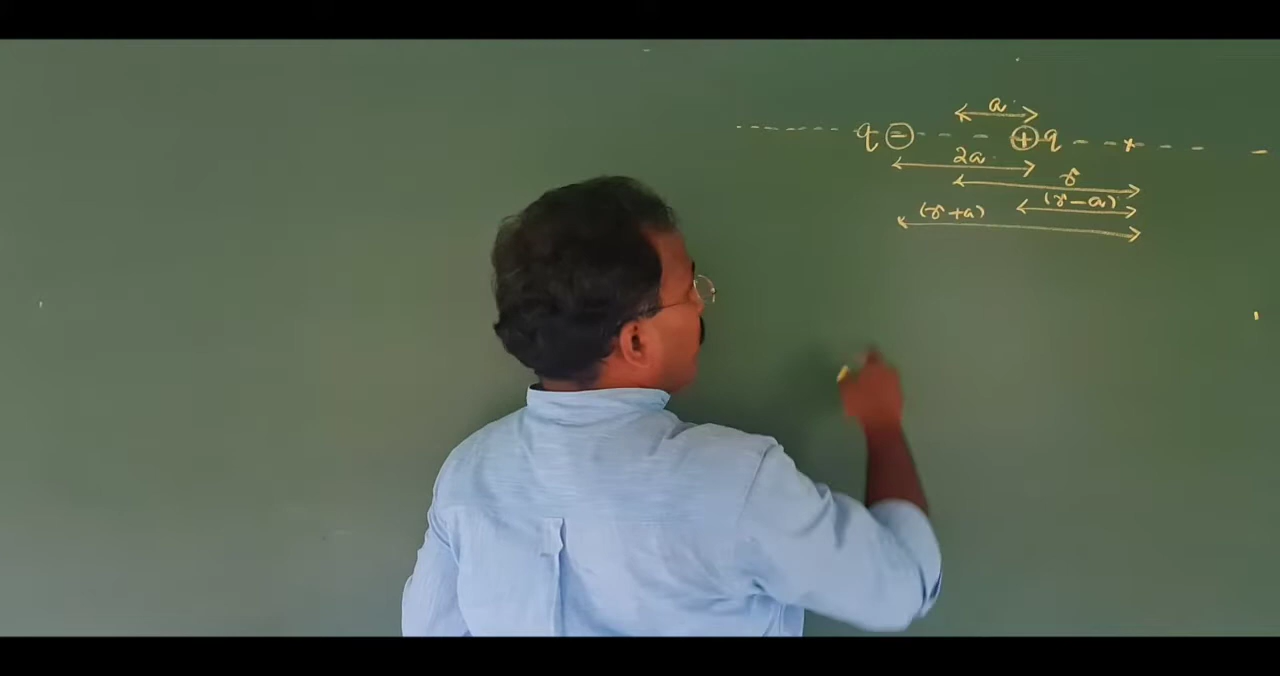 a
q − + q
2a
r
(r-a)
(r+a)